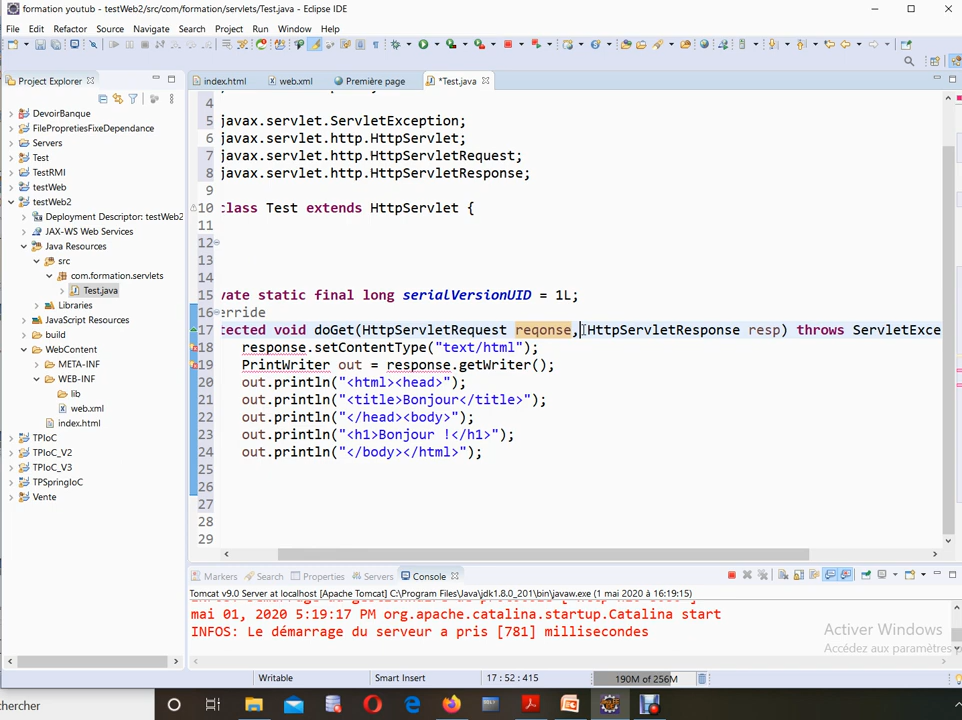 formation youtub - testWeb2/src/com/formation/servlets/Test.java - Eclipse IDE
File Edit Refactor Source Navigate Search Project Run Window Help
Project Explorer
index.html web.xml Première page *Test.java
DevoirBanque
FilePropretiesFixeDependance
Servers
Test
TestRMI
testWeb
testWeb2
Deployment Descriptor: testWeb2
JAX-WS Web Services
Java Resources
src
com.formation.servlets
Test.java
Libraries
JavaScript Resources
build
WebContent
META-INF
WEB-INF
lib
web.xml
index.html
TPIoC
TPIoC_V2
TPIoC_V3
TPSpringIoC
Vente
4
5 javax.servlet.ServletException;
6 javax.servlet.http.HttpServlet;
7 javax.servlet.http.HttpServletRequest;
8 javax.servlet.http.HttpServletResponse;
9
10 class Test extends HttpServlet {
11
12
13
14
15 vate static final long serialVersionUID = 1L;
16 erride
17 tected void doGet(HttpServletRequest reqonse, HttpServletResponse resp) throws ServletExce
18 response.setContentType("text/html");
19 PrintWriter out = response.getWriter();
20 out.println("<html><head>");
21 out.println("<title>Bonjour</title>");
22 out.println("</head><body>");
23 out.println("<h1>Bonjour !</h1>");
24 out.println("</body></html>");
25
26
27
28
29
Markers Search Properties Servers Console
Tomcat v9.0 Server at localhost [Apache Tomcat] C:\Program Files\Java\jdk1.8.0_201\bin\javaw.exe (1 mai 2020 à 16:19:15)
mai 01, 2020 5:19:17 PM org.apache.catalina.startup.Catalina start
INFOS: Le démarrage du serveur a pris [781] millisecondes
Activer Windows
Accédez aux paramètres
Writable Smart Insert 17 : 52 : 415 190M of 256M
chercher